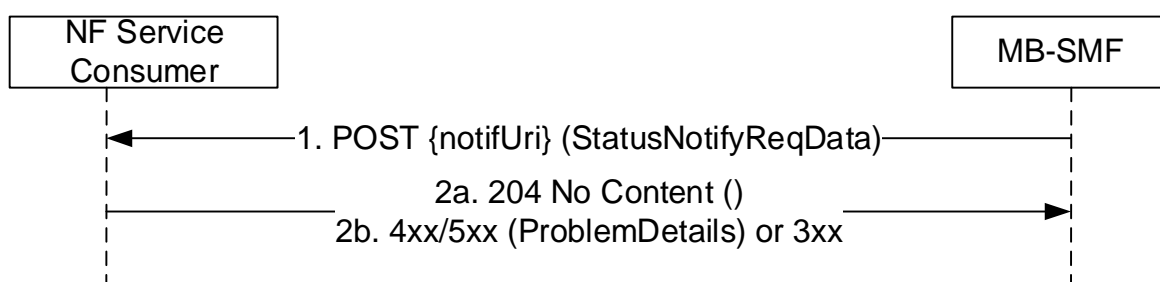 NF Service
Consumer
MB-SMF
1. POST {notifUri} (StatusNotifyReqData)
2a. 204 No Content ()
2b. 4xx/5xx (ProblemDetails) or 3xx